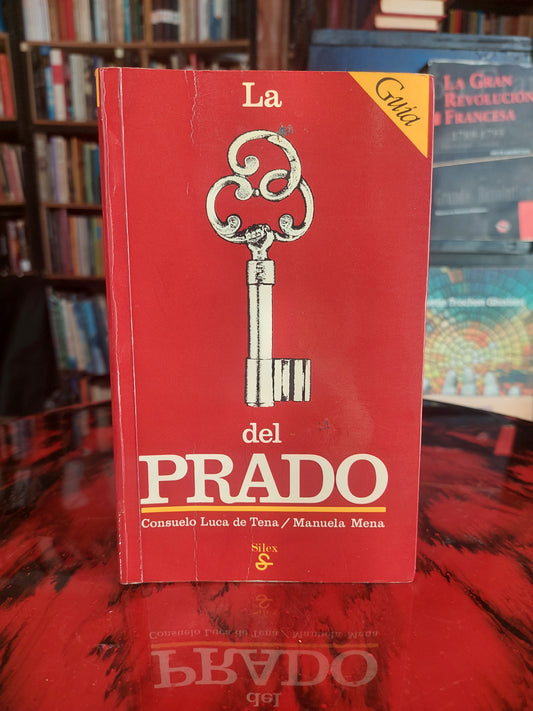 La
Guía
del
PRADO
Consuelo Luca de Tena / Manuela Mena
Silex
LA GRAN
REVOLUCIÓN
FRANCESA